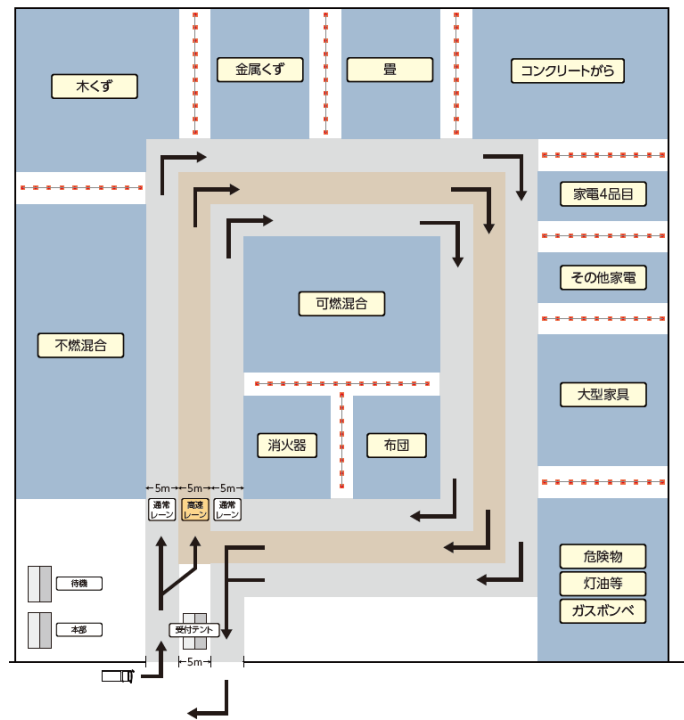 木くず
金属くず
畳
コンクリートがら
家電4品目
その他家電
可燃混合
不燃混合
大型家具
消火器
布団
5m
5m
5m
通常
レーン
高速
レーン
通常
レーン
危険物
灯油等
ガスボンベ
待機
本部
受付テント
5m